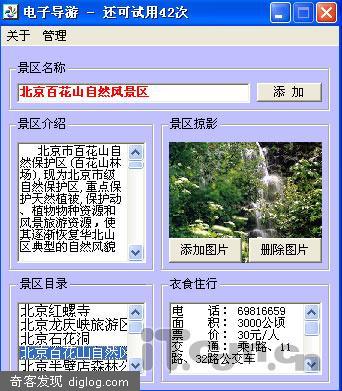 电子导游 - 还可试用42次
关于 管理
景区名称
北京百花山自然风景区
添 加
景区介绍
北京市百花山自
然保护区(百花山林
场),现为北京市级
自然保护区,重点保
护天然植被,保护动
、植物物种资源和
风景旅游资源,使
其逐渐恢复华北山
区典型的自然风貌
景区掠影
添加图片
删除图片
景区目录
北京红螺寺
北京龙庆峡旅游区
北京石花洞
北京百花山自然区
北京半壁店森林公
衣食住行
电 话: 69816659
面 积: 3000公顷
票 价: 30元/人
交 通: 乘1路、11
路、32路公交车
奇客发现 diglog.com